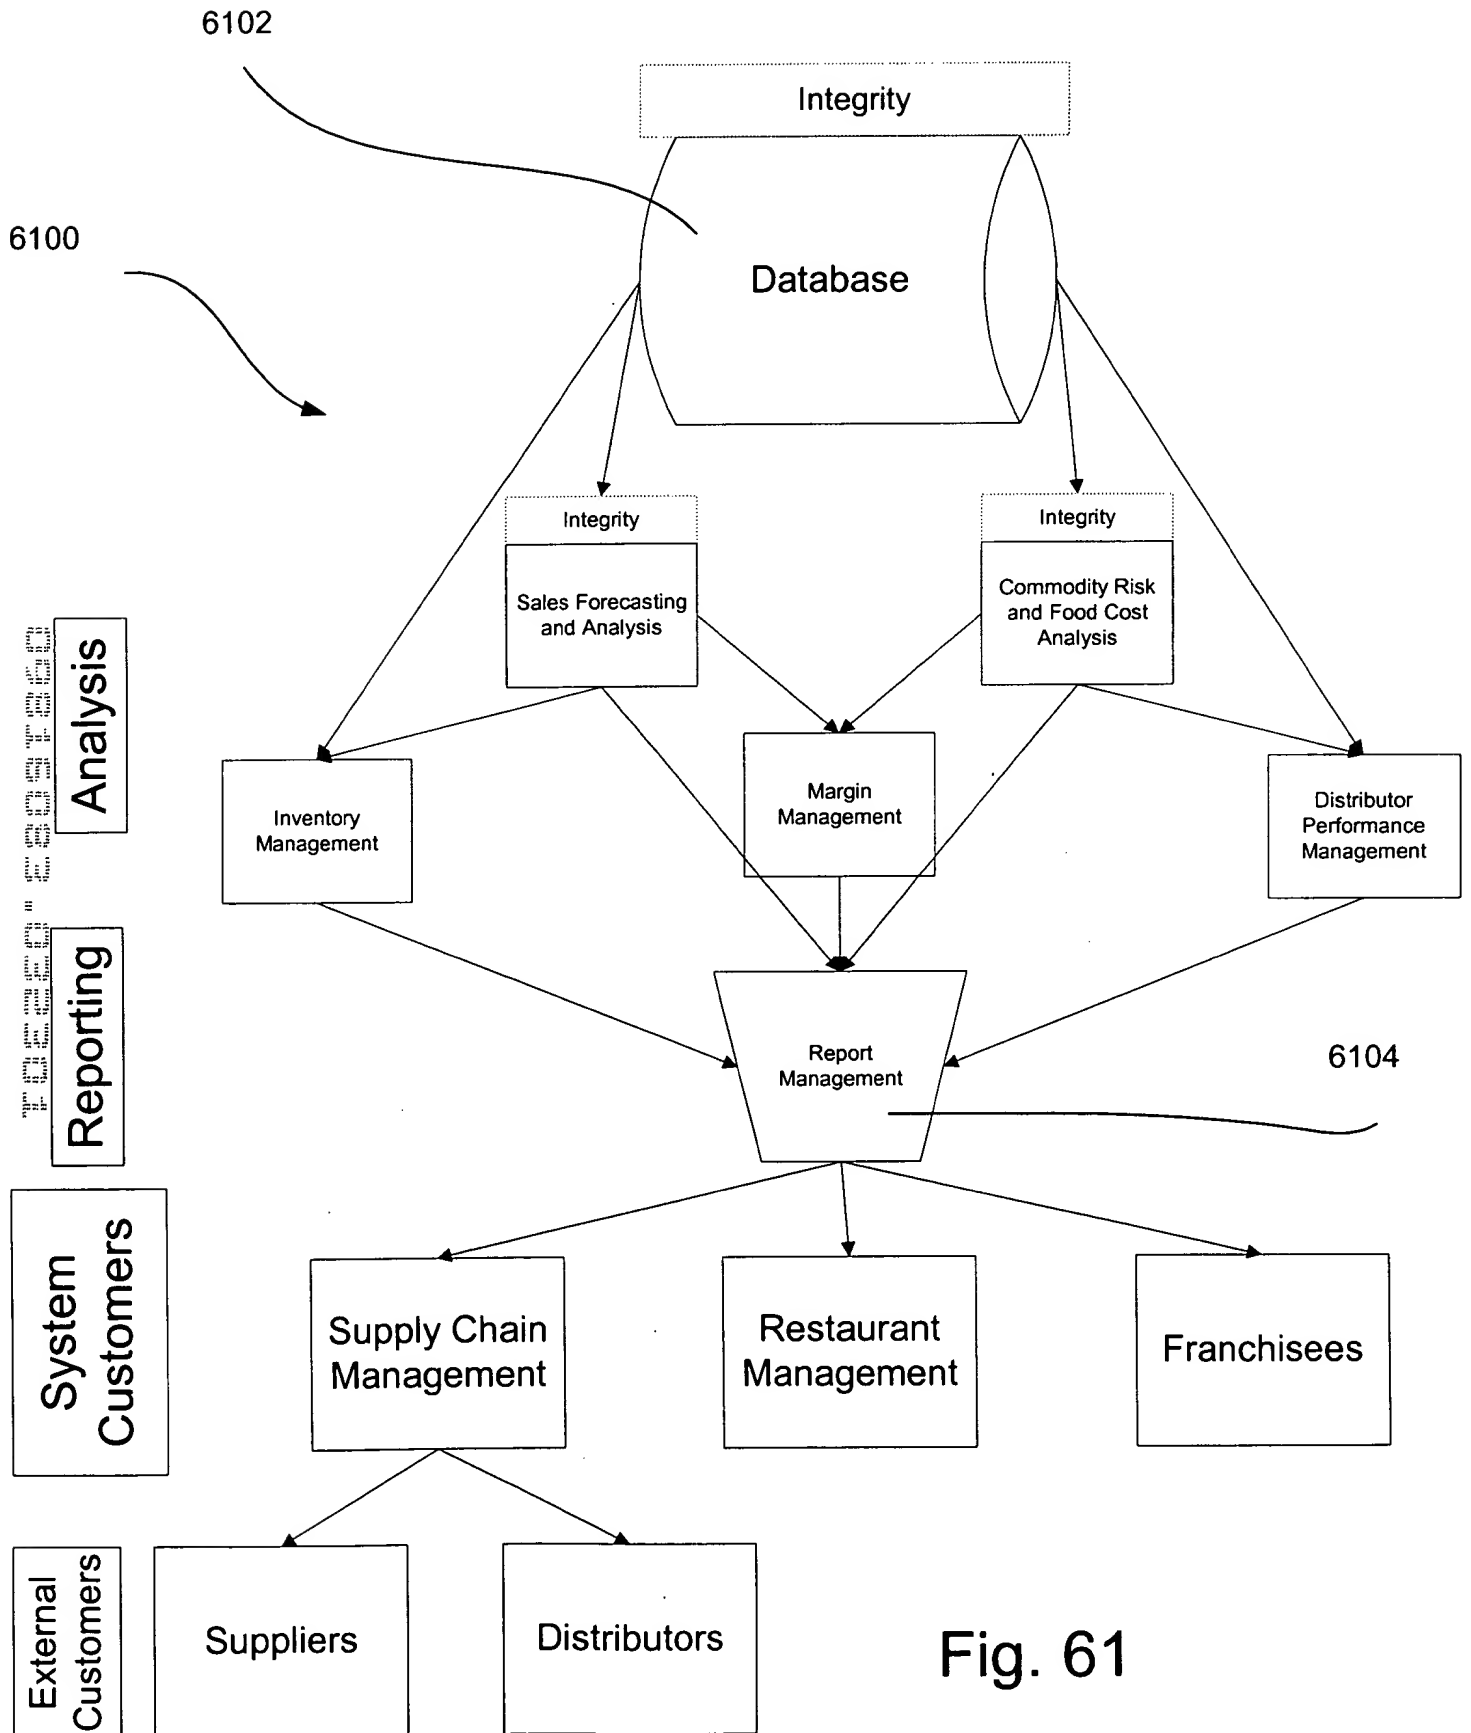 6102
Integrity
6100
Database
Integrity
Integrity
Sales Forecasting
and Analysis
Commodity Risk
and Food Cost
Analysis
Analysis
Inventory
Management
Margin
Management
Distributor
Performance
Management
Reporting
Report
Management
6104
System
Customers
Supply Chain
Management
Restaurant
Management
Franchisees
External
Customers
Suppliers
Distributors
Fig. 61